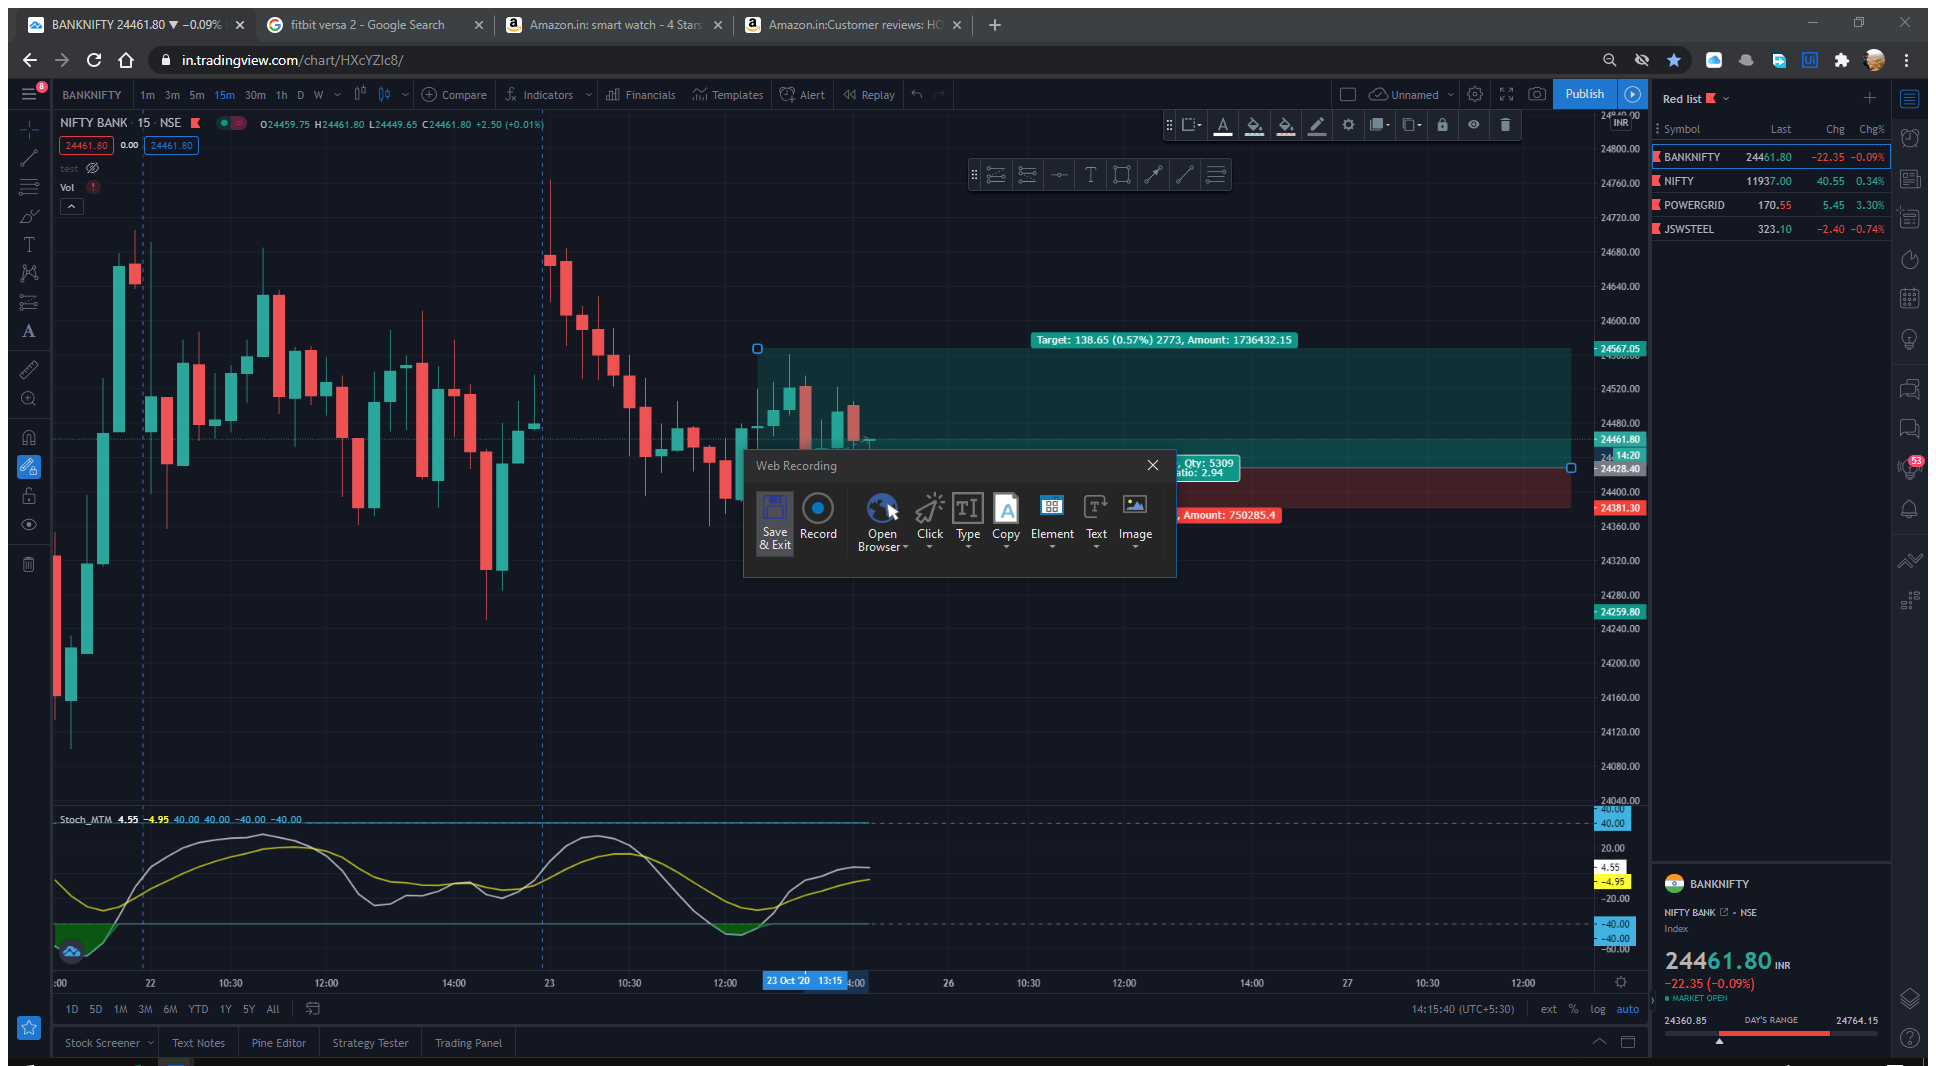 BANKNIFTY 24461.80 ▼ −0.09%
fitbit versa 2 - Google Search
Amazon.in: smart watch - 4 Stars
Amazon.in:Customer reviews: HO
in.tradingview.com/chart/HXcYZIc8/
8
BANKNIFTY 1m 3m 5m 15m 30m 1h D W Compare Indicators Financials Templates Alert Replay Unnamed Publish
NIFTY BANK · 15 · NSE O24459.75 H24461.80 L24449.65 C24461.80 +2.50 (+0.01%)
24461.80 0.00 24461.80
test
Vol
INR
24800.00
24760.00
24720.00
24680.00
24640.00
24600.00
24567.05
24520.00
24480.00
24461.80
14:20
24428.40
24400.00
24381.30
24360.00
24320.00
24280.00
24259.80
24240.00
24200.00
24160.00
24120.00
24080.00
24040.00
Target: 138.65 (0.57%) 2773, Amount: 1736432.15
, Qty: 5309
atio: 2.94
, Amount: 750285.4
Web Recording
Save & Exit
Record
Open Browser
Click
Type
Copy
Element
Text
Image
Stoch_MTM 4.55 −4.95 40.00 40.00 −40.00 −40.00
40.00
20.00
4.55
−4.95
−20.00
−40.00
−40.00
−60.00
:00 22 10:30 12:00 14:00 23 10:30 12:00 23 Oct '20 13:15 4:00 26 10:30 12:00 14:00 27 10:30 12:00
1D 5D 1M 3M 6M YTD 1Y 5Y All
14:15:40 (UTC+5:30) ext % log auto
Stock Screener Text Notes Pine Editor Strategy Tester Trading Panel
Red list
Symbol Last Chg Chg%
BANKNIFTY 24461.80 −22.35 −0.09%
NIFTY 11937.00 40.55 0.34%
POWERGRID 170.55 5.45 3.30%
JSWSTEEL 323.10 −2.40 −0.74%
53
BANKNIFTY
NIFTY BANK - NSE
Index
24461.80 INR
−22.35 (−0.09%)
MARKET OPEN
24360.85 DAY'S RANGE 24764.15